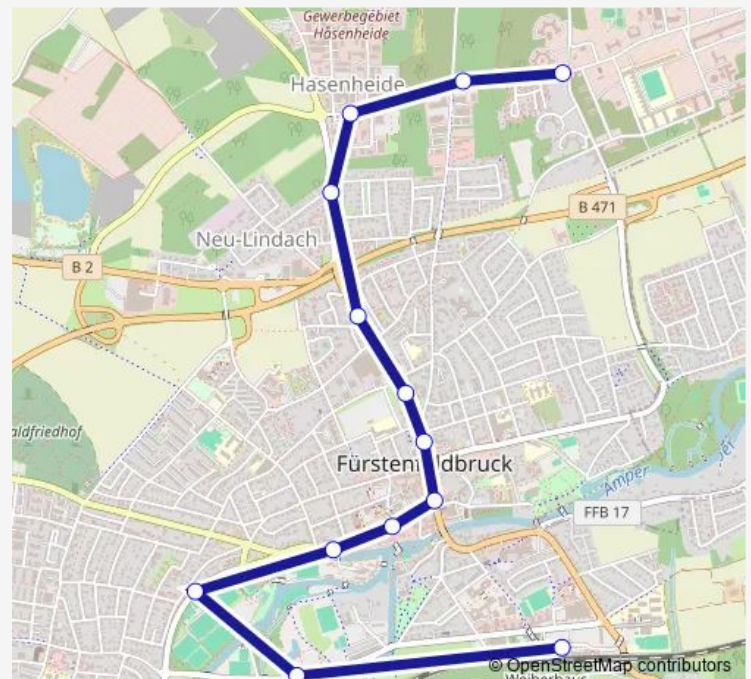 Gewerbegebiet
Hasenheide
Hasenheide
B 471
Neu-Lindach
B 2
aldfriedhof
Fürstenfeldbruck
Amper
FFB 17
© OpenStreetMap contributors